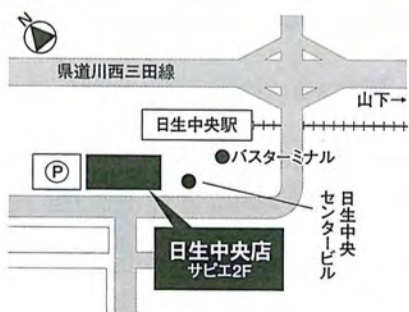 N
県道川西三田線
山下→
日生中央駅
バスターミナル
P
日生中央
センタービル
日生中央店
サピエ2F